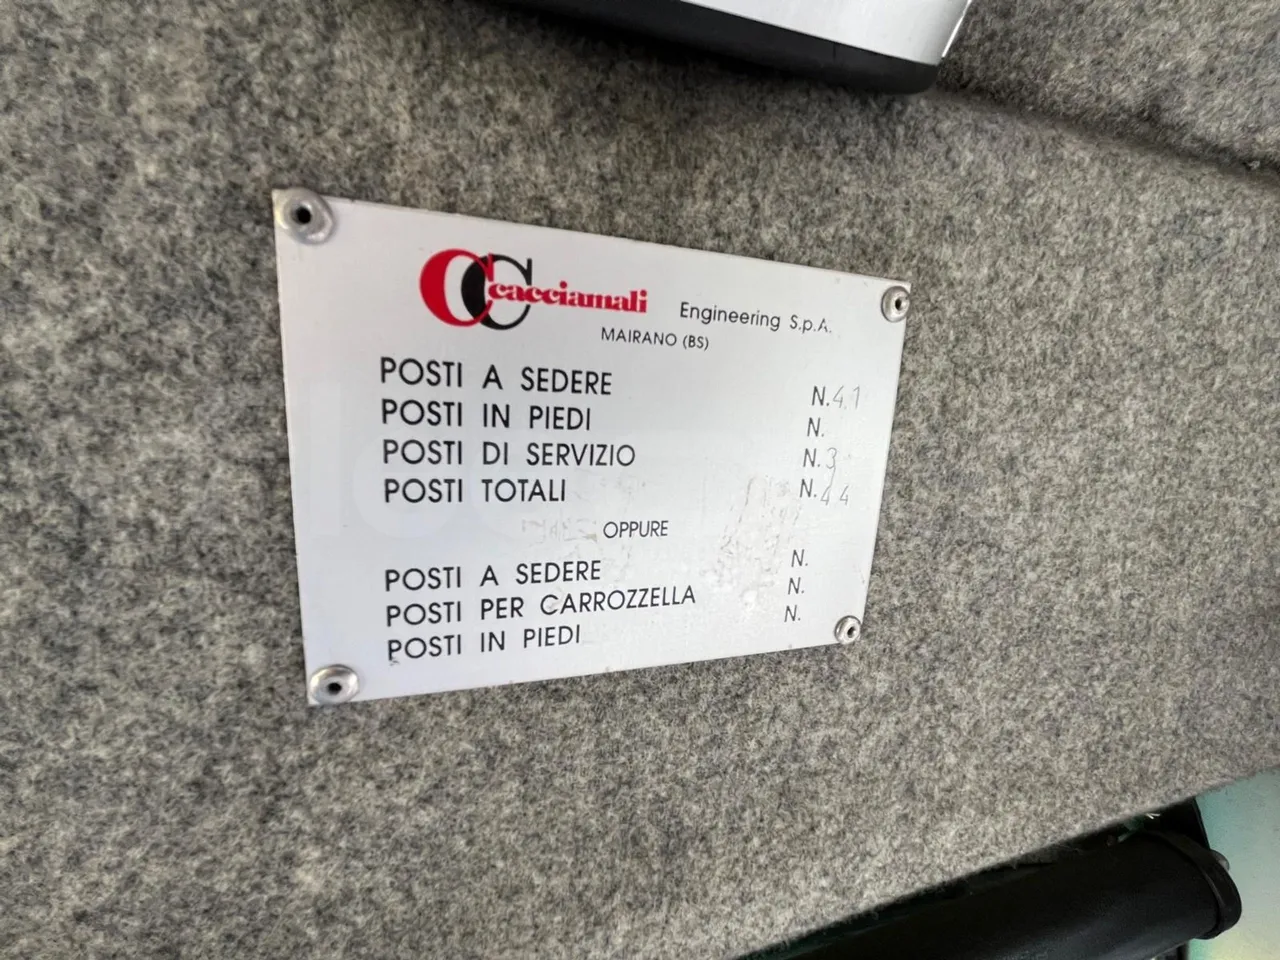 CC cacciamali Engineering S.p.A.
MAIRANO (BS)
POSTI A SEDERE N.41
POSTI IN PIEDI N.
POSTI DI SERVIZIO N.3
POSTI TOTALI N.44
OPPURE
POSTI A SEDERE N.
POSTI PER CARROZZELLA N.
POSTI IN PIEDI N.